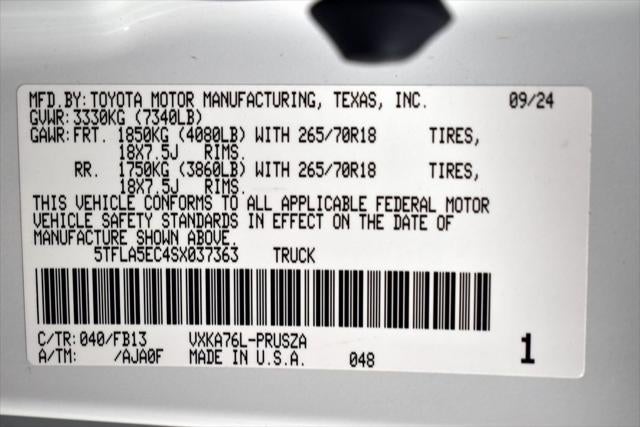 MFD.BY:TOYOTA MOTOR MANUFACTURING, TEXAS, INC. 09/24
GVWR:3330KG (7340LB)
GAWR:FRT. 1850KG (4080LB) WITH 265/70R18 TIRES,
18X7.5J RIMS.
RR. 1750KG (3860LB) WITH 265/70R18 TIRES,
18X7.5J RIMS.
THIS VEHICLE CONFORMS TO ALL APPLICABLE FEDERAL MOTOR
VEHICLE SAFETY STANDARDS IN EFFECT ON THE DATE OF
MANUFACTURE SHOWN ABOVE.
5TFLA5EC4SX037363 TRUCK
C/TR:040/FB13 VXKA76L-PRUSZA
A/TM: /AJA0F MADE IN U.S.A. 048 1